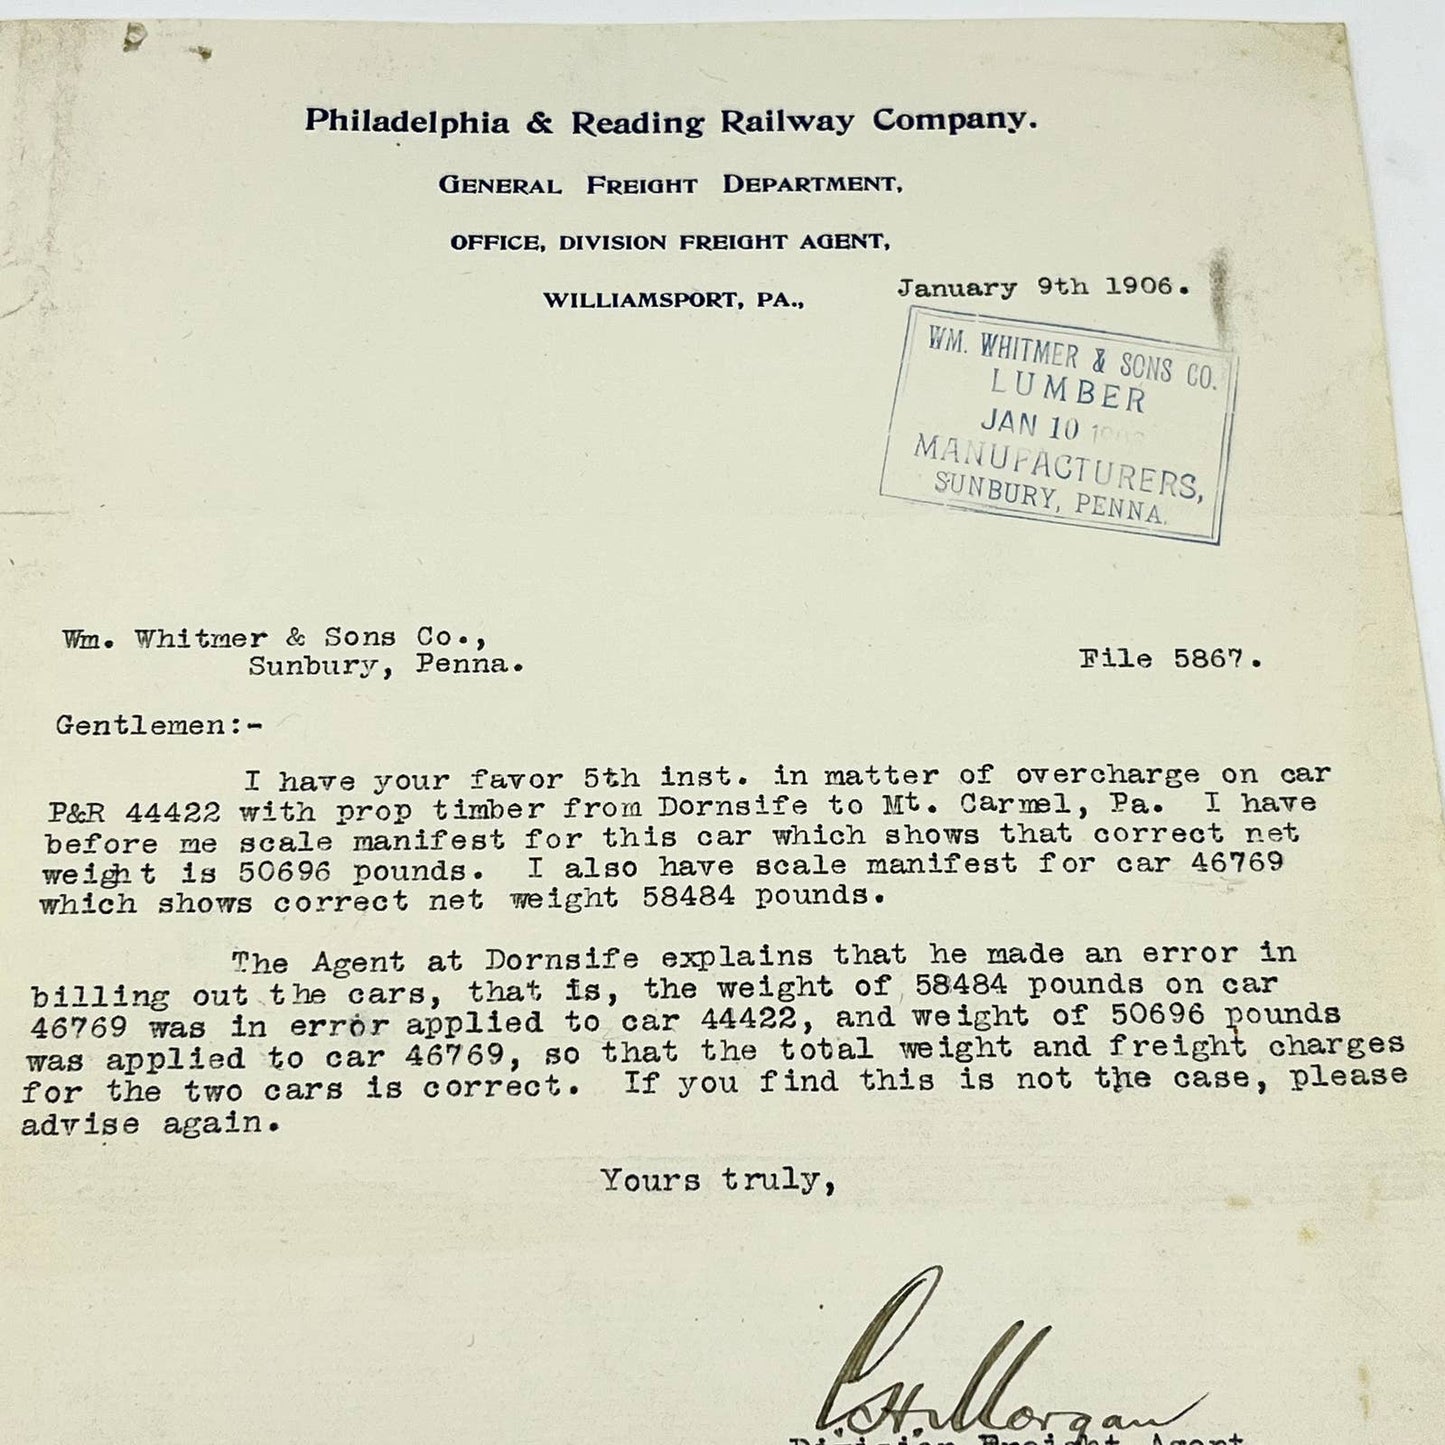 Philadelphia & Reading Railway Company.
GENERAL FREIGHT DEPARTMENT,
OFFICE, DIVISION FREIGHT AGENT,
WILLIAMSPORT, PA.,
January 9th 1906.
WM. WHITMER & SONS CO.
LUMBER
JAN 10
MANUFACTURERS,
SUNBURY, PENNA.
Wm. Whitmer & Sons Co.,
Sunbury, Penna.
File 5867.
Gentlemen:-
I have your favor 5th inst. in matter of overcharge on car
P&R 44422 with prop timber from Dornsife to Mt. Carmel, Pa. I have
before me scale manifest for this car which shows that correct net
weight is 50696 pounds. I also have scale manifest for car 46769
which shows correct net weight 58484 pounds.
The Agent at Dornsife explains that he made an error in
billing out the cars, that is, the weight of 58484 pounds on car
46769 was in error applied to car 44422, and weight of 50696 pounds
was applied to car 46769, so that the total weight and freight charges
for the two cars is correct. If you find this is not the case, please
advise again.
Yours truly,
C.H. Morgan
Division Freight Agent